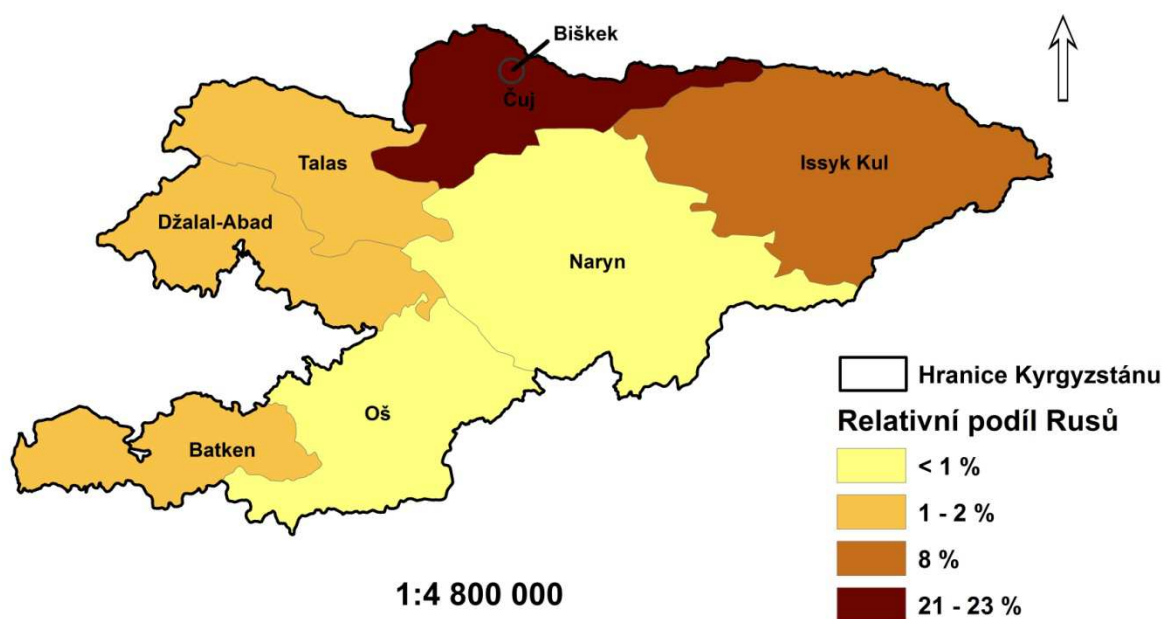 Biškek
Čuj
Talas
Issyk Kul
Džalal-Abad
Naryn
Oš
Batken
Hranice Kyrgyzstánu
Relativní podíl Rusů
< 1 %
1 - 2 %
8 %
21 - 23 %
1:4 800 000